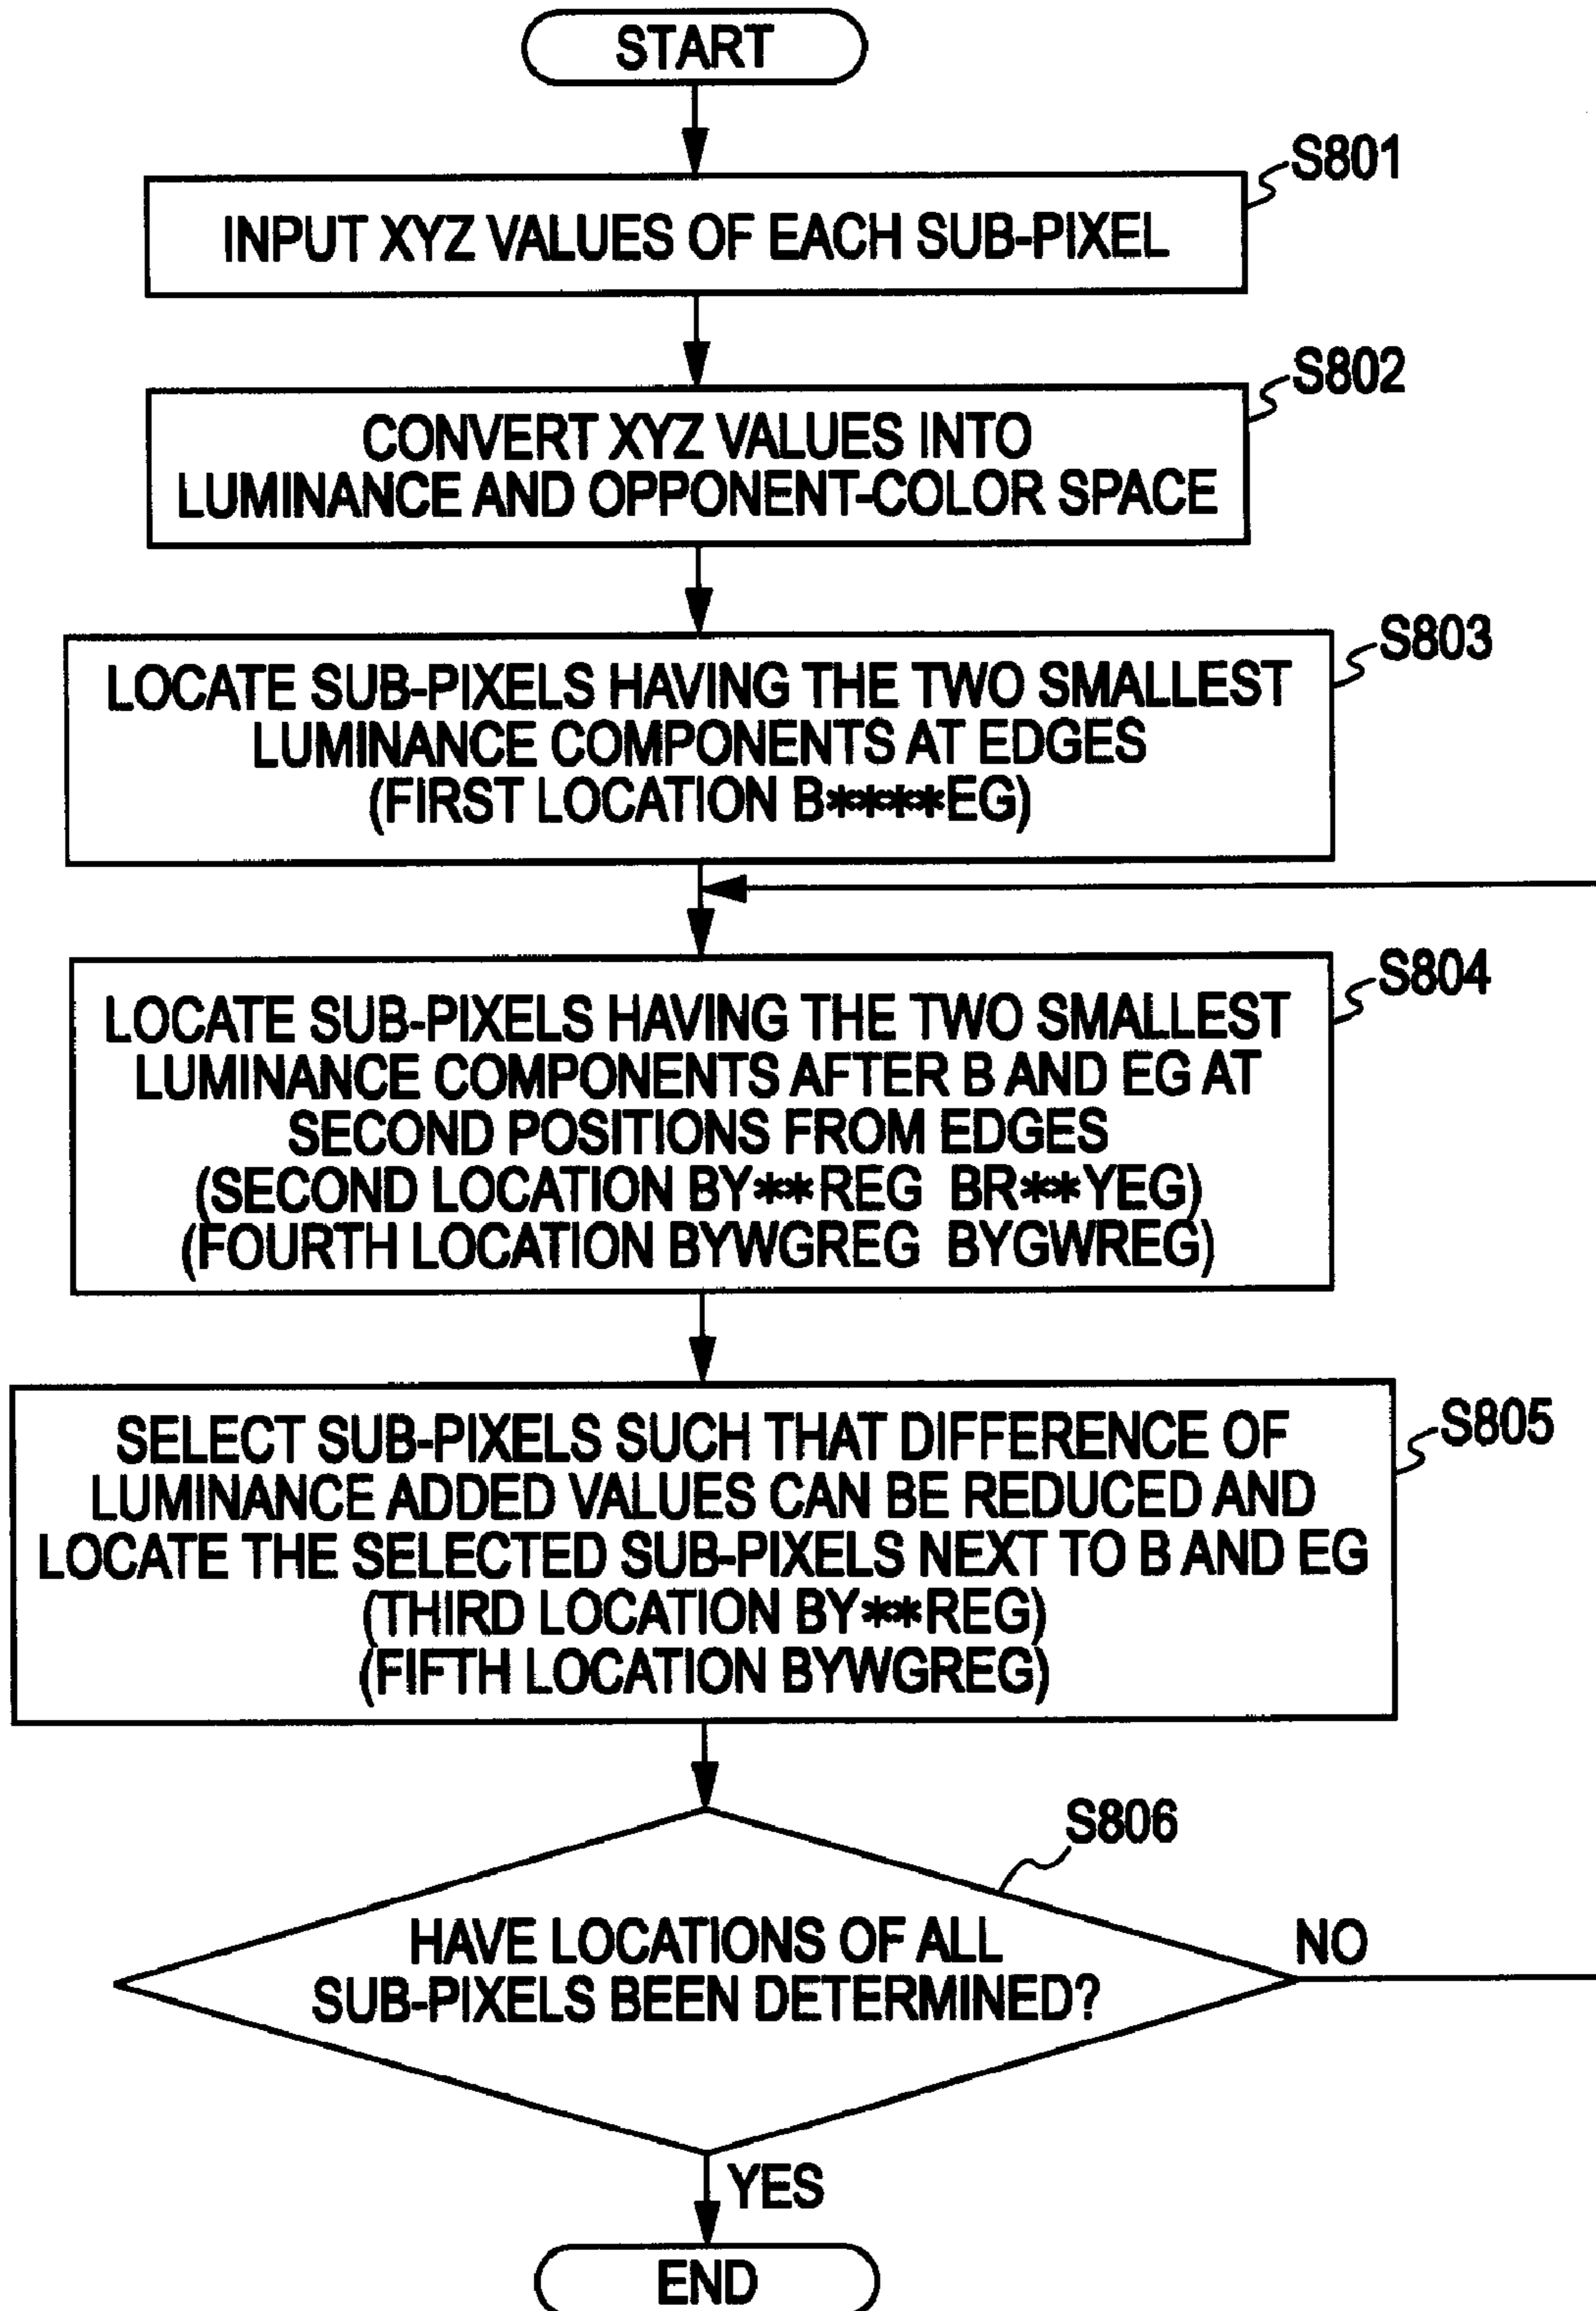 START
S801
INPUT XYZ VALUES OF EACH SUB-PIXEL
S802
CONVERT XYZ VALUES INTO
LUMINANCE AND OPPONENT-COLOR SPACE
S803
LOCATE SUB-PIXELS HAVING THE TWO SMALLEST
LUMINANCE COMPONENTS AT EDGES
(FIRST LOCATION B****EG)
S804
LOCATE SUB-PIXELS HAVING THE TWO SMALLEST
LUMINANCE COMPONENTS AFTER B AND EG AT
SECOND POSITIONS FROM EDGES
(SECOND LOCATION BY**REG BR**YEG)
(FOURTH LOCATION BYWGREG BYGWREG)
S805
SELECT SUB-PIXELS SUCH THAT DIFFERENCE OF
LUMINANCE ADDED VALUES CAN BE REDUCED AND
LOCATE THE SELECTED SUB-PIXELS NEXT TO B AND EG
(THIRD LOCATION BY**REG)
(FIFTH LOCATION BYWGREG)
S806
HAVE LOCATIONS OF ALL
SUB-PIXELS BEEN DETERMINED?
NO
YES
END